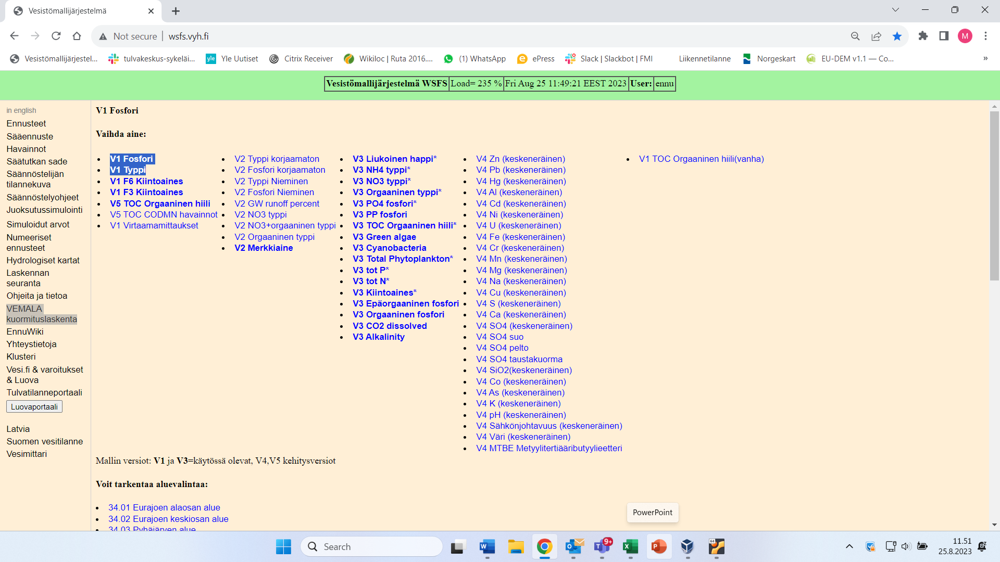 Vesistömallijärjestelmä
Not secure
wsfs.vyh.fi
M
Vesistömallijärjestel...
tulvakeskus-sykeläi...
yle
Yle Uutiset
Citrix Receiver
Wikiloc | Ruta 2016....
(1) WhatsApp
ePress
Slack | Slackbot | FMI
Liikennetilanne
Norgeskart
EU-DEM v1.1 — Co...
»
Vesistömallijärjestelmä WSFS Load= 235 % Fri Aug 25 11:49:21 EEST 2023 User: ennu
in english
Ennusteet
Sääennuste
Havainnot
Säätutkan sade
Säännöstelijän
tilannekuva
Säännöstelyohjeet
Juoksutussimulointi
Simuloidut arvot
Numeeriset
ennusteet
Hydrologiset kartat
Laskennan
seuranta
Ohjeita ja tietoa
VEMALA
kuormituslaskenta
EnnuWiki
Yhteystietoja
Klusteri
Vesi.fi & varoitukset
& Luova
Tulvatilanneportaali
Luovaportaali
Latvia
Suomen vesitilanne
Vesimittari
V1 Fosfori
Vaihda aine:
V1 Fosfori
V1 Typpi
V1 F6 Kiintoaines
V1 F3 Kiintoaines
V5 TOC Orgaaninen hiili
V5 TOC CODMN havainnot
V1 Virtaamamittaukset
V2 Typpi korjaamaton
V2 Fosfori korjaamaton
V2 Typpi Nieminen
V2 Fosfori Nieminen
V2 GW runoff percent
V2 NO3 typpi
V2 NO3+orgaaninen typpi
V2 Orgaaninen typpi
V2 Merkkiaine
V3 Liukoinen happi*
V3 NH4 typpi*
V3 NO3 typpi*
V3 Orgaaninen typpi*
V3 PO4 fosfori*
V3 PP fosfori
V3 TOC Orgaaninen hiili*
V3 Green algae
V3 Cyanobacteria
V3 Total Phytoplankton*
V3 tot P*
V3 tot N*
V3 Kiintoaines*
V3 Epäorgaaninen fosfori
V3 Orgaaninen fosfori
V3 CO2 dissolved
V3 Alkalinity
V4 Zn (keskeneräinen)
V4 Pb (keskeneräinen)
V4 Hg (keskeneräinen)
V4 Al (keskeneräinen)
V4 Cd (keskeneräinen)
V4 Ni (keskeneräinen)
V4 U (keskeneräinen)
V4 Fe (keskeneräinen)
V4 Cr (keskeneräinen)
V4 Mn (keskeneräinen)
V4 Mg (keskeneräinen)
V4 Na (keskeneräinen)
V4 Cu (keskeneräinen)
V4 S (keskeneräinen)
V4 Ca (keskeneräinen)
V4 SO4 (keskeneräinen)
V4 SO4 suo
V4 SO4 pelto
V4 SO4 taustakuorma
V4 SiO2(keskeneräinen)
V4 Co (keskeneräinen)
V4 As (keskeneräinen)
V4 K (keskeneräinen)
V4 pH (keskeneräinen)
V4 Sähkönjohtavuus (keskeneräinen)
V4 Väri (keskeneräinen)
V4 MTBE Metyylitertiääributyylieetteri
V1 TOC Orgaaninen hiili(vanha)
Mallin versiot: V1 ja V3=käytössä olevat, V4,V5 kehitysversiot
Voit tarkentaa aluevalintaa:
34.01 Eurajoen alaosan alue
34.02 Eurajoen keskiosan alue
34.03 Pyhäjärven alue
PowerPoint
Search
9+
64
11.51
25.8.2023